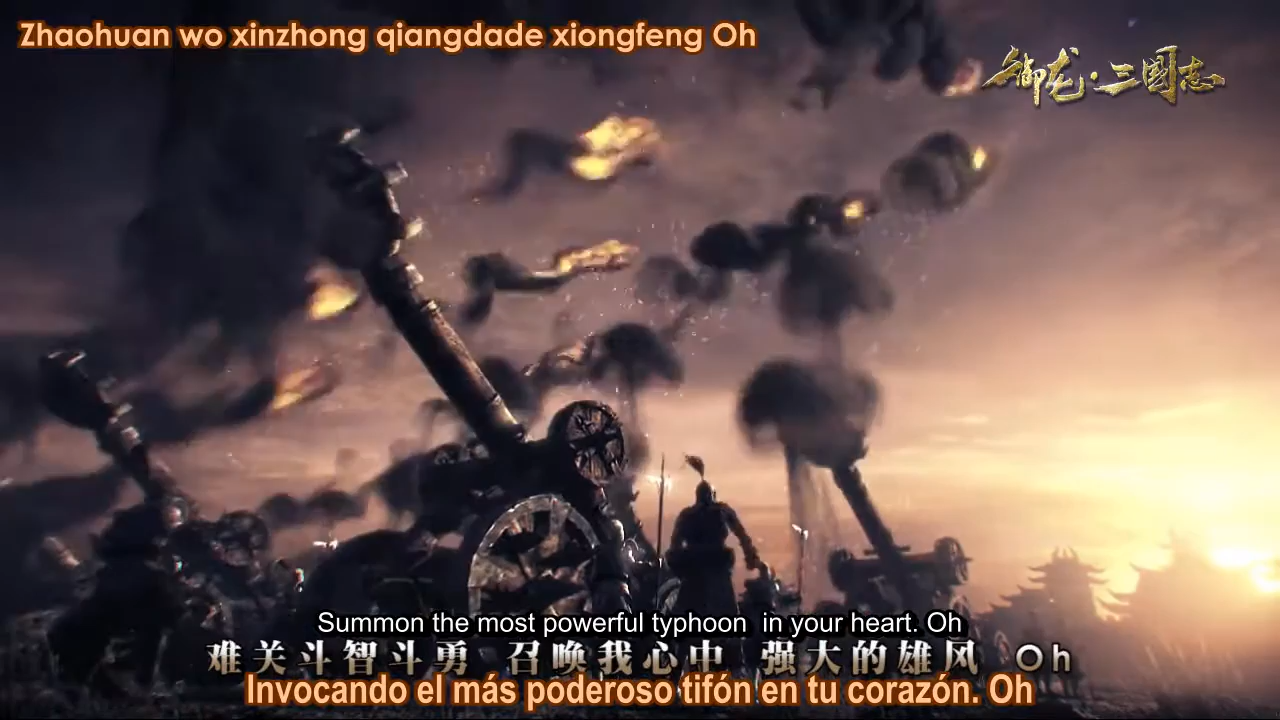 Zhaohuan wo xinzhong qiangdade xiongfeng Oh
御龙·三國志
Summon the most powerful typhoon  in your heart. Oh
难关斗智斗勇 召唤我心中 强大的雄风 Oh
Invocando el más poderoso tifón en tu corazón. Oh